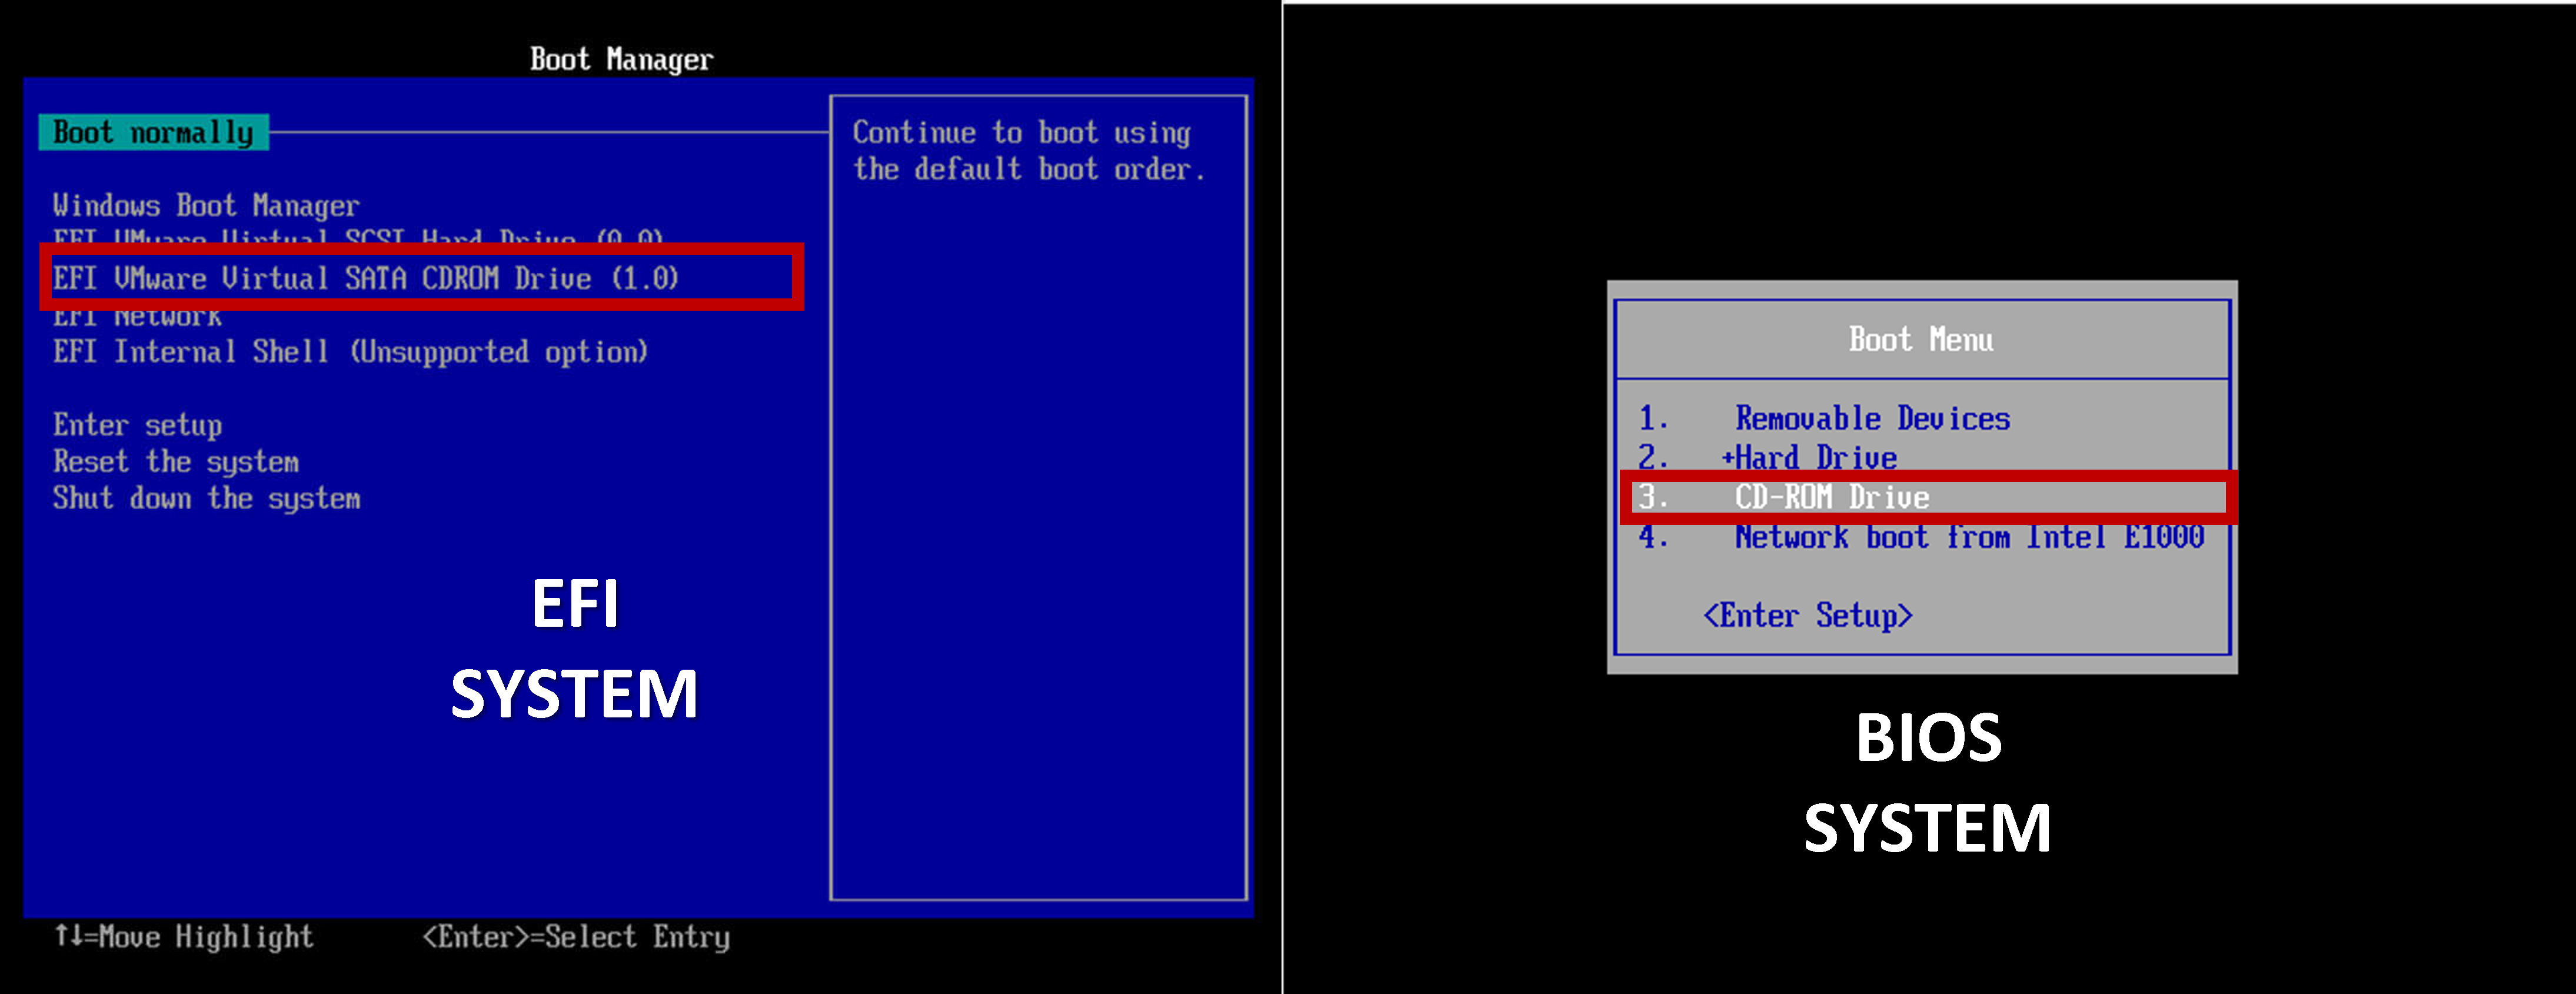 Boot Manager
Boot normally
Continue to boot using
the default boot order.
Windows Boot Manager
EFI VMware Virtual SCSI Hard Drive (0.0)
EFI VMware Virtual SATA CDROM Drive (1.0)
EFI Network
EFI Internal Shell (Unsupported option)
Enter setup
Reset the system
Shut down the system
EFI
SYSTEM
↑↓=Move Highlight
<Enter>=Select Entry
Boot Menu
1. Removable Devices
2. +Hard Drive
3. CD-ROM Drive
4. Network boot from Intel E1000
<Enter Setup>
BIOS
SYSTEM